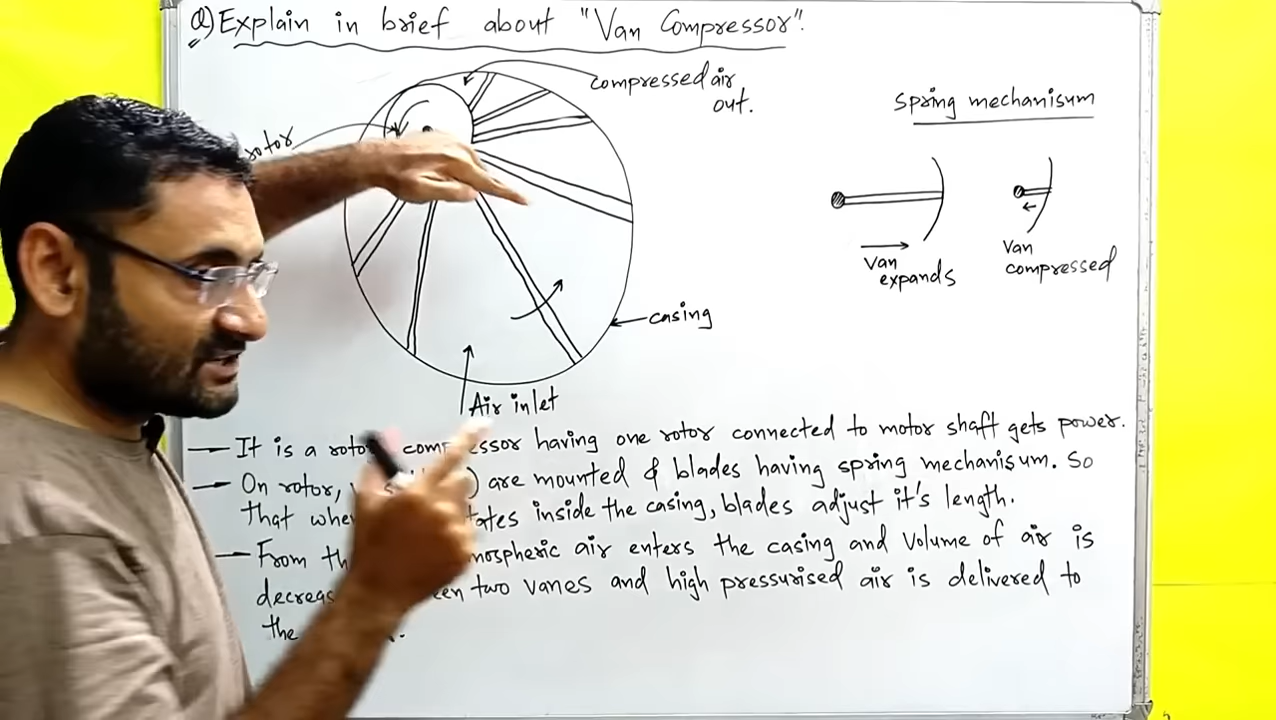 Q) Explain in brief about "Van Compressor".
compressed air
out.
rotor
spring mechanisum
Van
expands
Van
compressed
casing
Air inlet
— It is a compressor having one rotor connected to motor shaft gets power.
— On rotor, are mounted & blades having spring mechanisum. So
that inside the casing, blades adjust it's length.
— From air enters the casing and volume of air is
two vanes and high pressurised air is delivered to
the